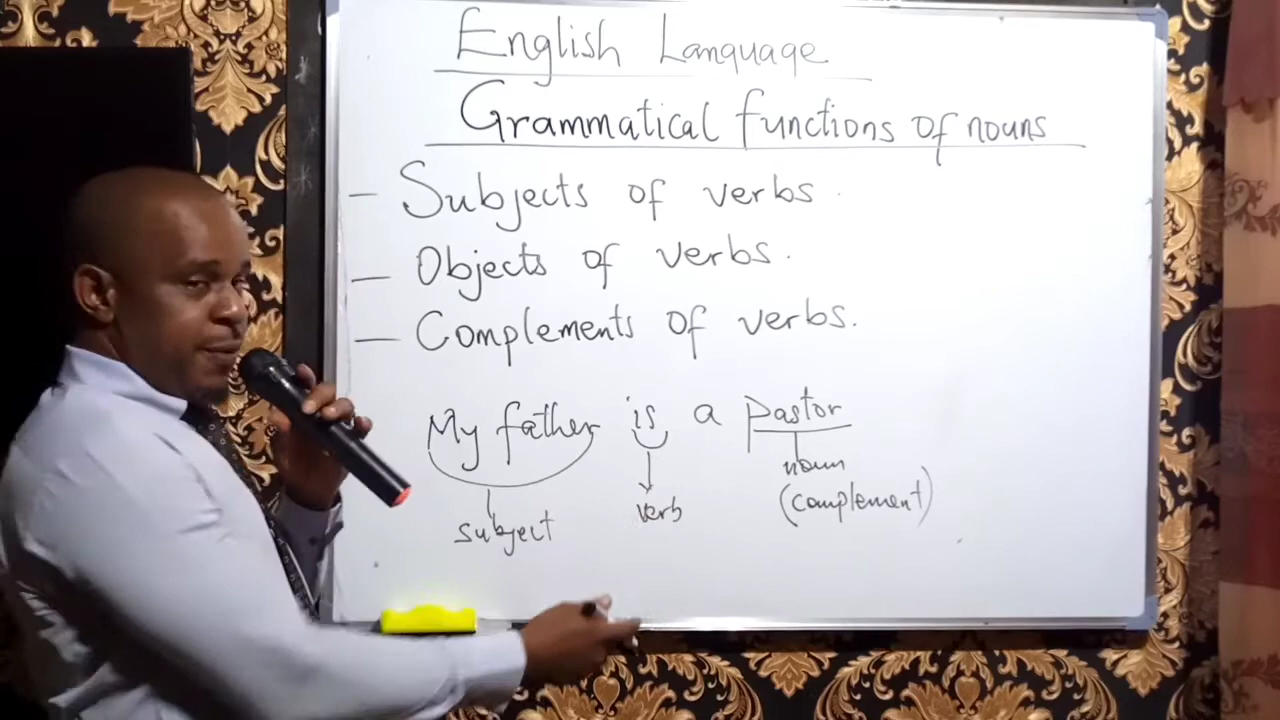 English Language
Grammatical functions of nouns
- Subjects of verbs.
- Objects of verbs.
- Complements of verbs.
My father is a pastor
subject verb noun
(complement)